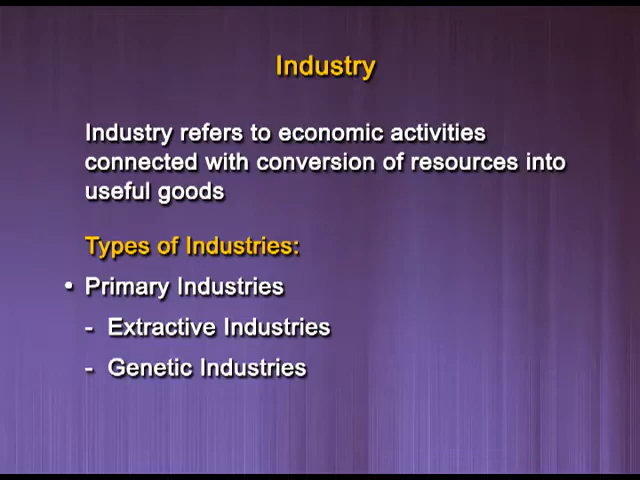 Industry
Industry refers to economic activities
connected with conversion of resources into
useful goods
Types of Industries:
• Primary Industries
- Extractive Industries
- Genetic Industries